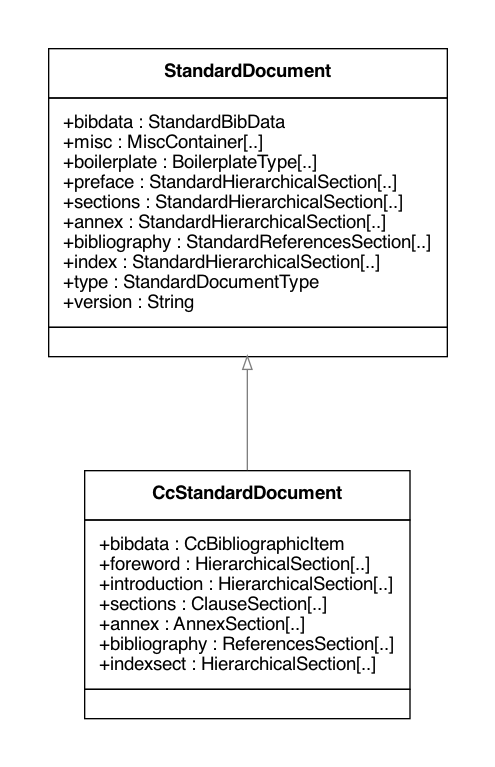 StandardDocument
+bibdata : StandardBibData
+misc : MiscContainer[..]
+boilerplate : BoilerplateType[..]
+preface : StandardHierarchicalSection[..]
+sections : StandardHierarchicalSection[..]
+annex : StandardHierarchicalSection[..]
+bibliography : StandardReferencesSection[..]
+index : StandardHierarchicalSection[..]
+type : StandardDocumentType
+version : String
CcStandardDocument
+bibdata : CcBibliographicItem
+foreword : HierarchicalSection[..]
+introduction : HierarchicalSection[..]
+sections : ClauseSection[..]
+annex : AnnexSection[..]
+bibliography : ReferencesSection[..]
+indexsect : HierarchicalSection[..]